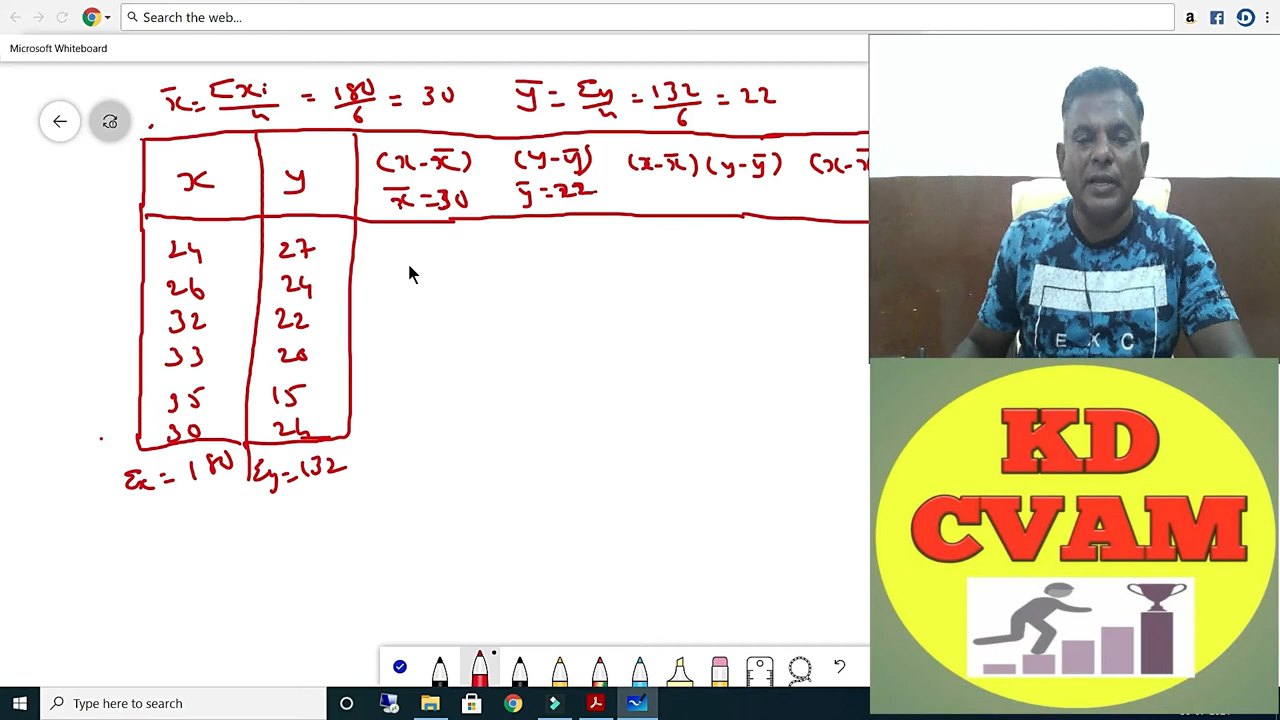 Search the web...
Microsoft Whiteboard
x̄ = Σxi/n = 180/6 = 30 ȳ = Σy/n = 132/6 = 22
x y (x-x̄) (y-ȳ) (x-x̄)(y-ȳ) (x-x̄
x̄=30 ȳ=22
24 27
26 24
32 22
33 20
35 15
30 24
Σx = 180 Σy = 132
EXC
KD
CVAM
Type here to search